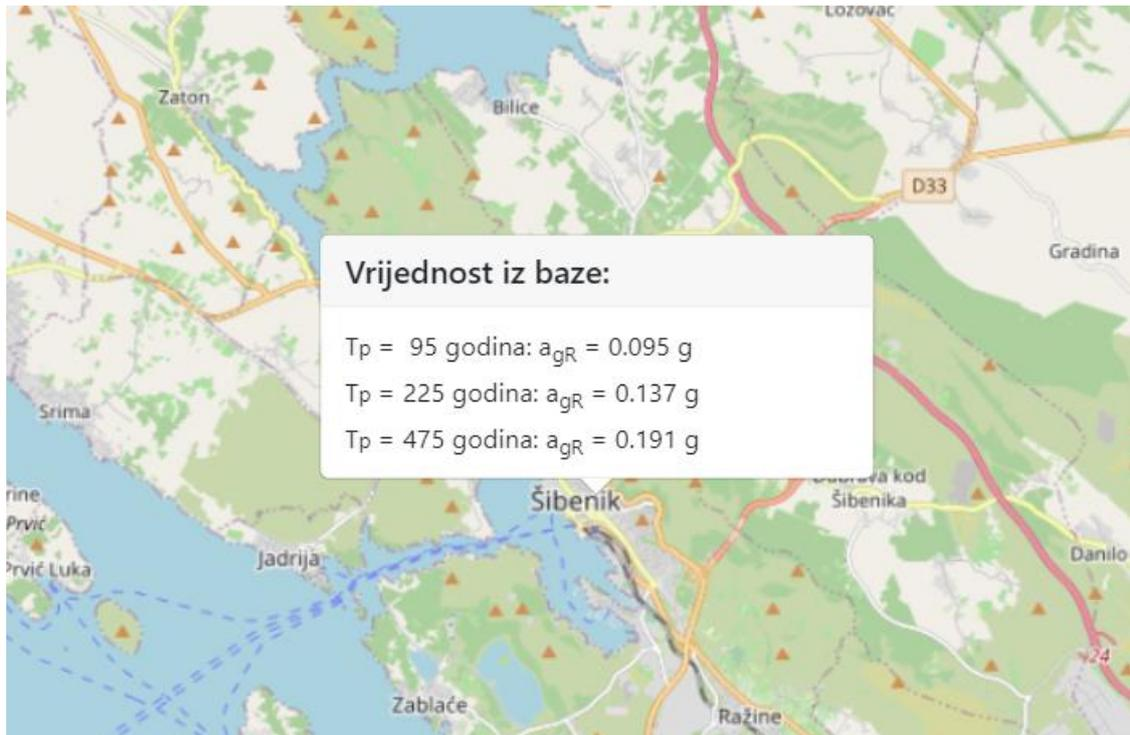 Lozovac
Zaton
Bilice
D33
Gradina
Vrijednost iz baze:
Tp = 95 godina: agR = 0.095 g
Tp = 225 godina: agR = 0.137 g
Tp = 475 godina: agR = 0.191 g
Srima
Šibenik
Dubrava kod
Šibenika
Prvić
Jadrija
Danilo
Prvić Luka
24
Zablaće
Ražine